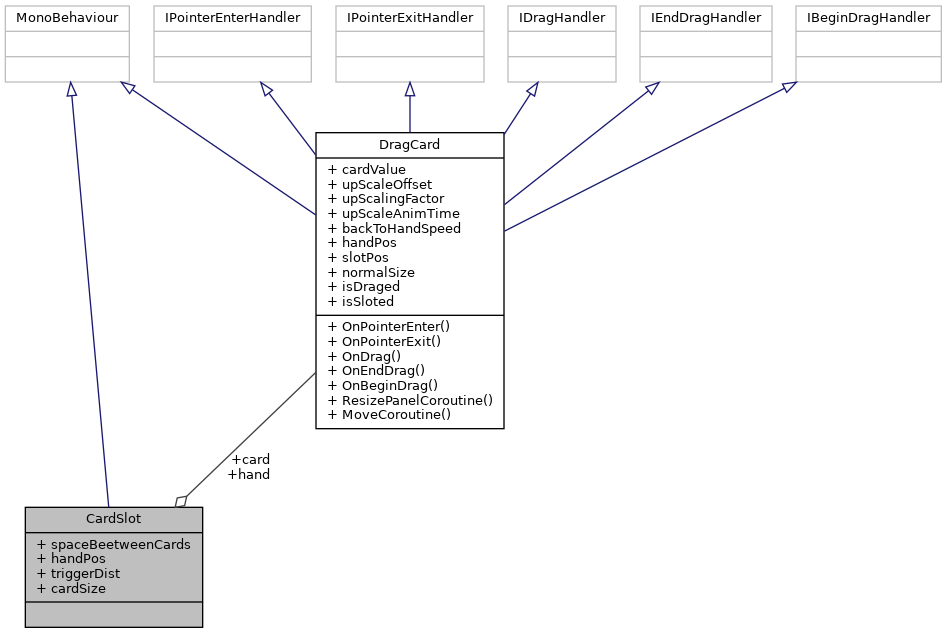 MonoBehaviour
IPointerEnterHandler
IPointerExitHandler
IDragHandler
IEndDragHandler
IBeginDragHandler
DragCard
+ cardValue
+ upScaleOffset
+ upScalingFactor
+ upScaleAnimTime
+ backToHandSpeed
+ handPos
+ slotPos
+ normalSize
+ isDraged
+ isSloted
+ OnPointerEnter()
+ OnPointerExit()
+ OnDrag()
+ OnEndDrag()
+ OnBeginDrag()
+ ResizePanelCoroutine()
+ MoveCoroutine()
+card
+hand
CardSlot
+ spaceBeetweenCards
+ handPos
+ triggerDist
+ cardSize